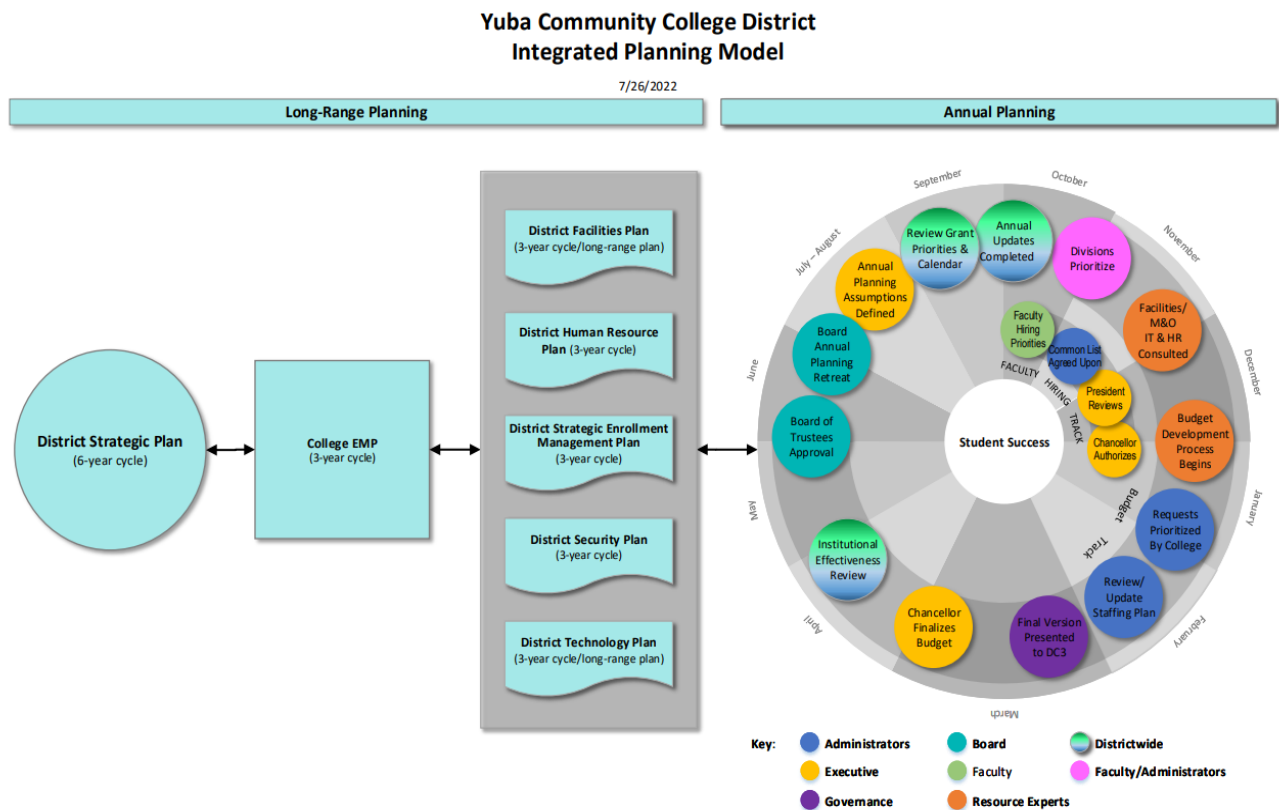 Yuba Community College District
Integrated Planning Model
7/26/2022
Long-Range Planning
Annual Planning
District Strategic Plan
(6-year cycle)
College EMP
(3-year cycle)
District Facilities Plan
(3-year cycle/long-range plan)
District Human Resource
Plan (3-year cycle)
District Strategic Enrollment
Management Plan
(3-year cycle)
District Security Plan
(3-year cycle)
District Technology Plan
(3-year cycle/long-range plan)
September
October
November
December
January
February
March
April
May
June
July – August
Review Grant
Priorities &
Calendar
Annual
Updates
Completed
Divisions
Prioritize
Facilities/
M&O
IT & HR
Consulted
Budget
Development
Process
Begins
Requests
Prioritized
By College
Review/
Update
Staffing Plan
Final Version
Presented
to DC3
Chancellor
Finalizes
Budget
Institutional
Effectiveness
Review
Board of
Trustees
Approval
Board
Annual
Planning
Retreat
Annual
Planning
Assumptions
Defined
Faculty
Hiring
Priorities
Common List
Agreed Upon
President
Reviews
Chancellor
Authorizes
FACULTY HIRING TRACK
Budget Track
Student Success
Key:
Administrators
Board
Districtwide
Executive
Faculty
Faculty/Administrators
Governance
Resource Experts